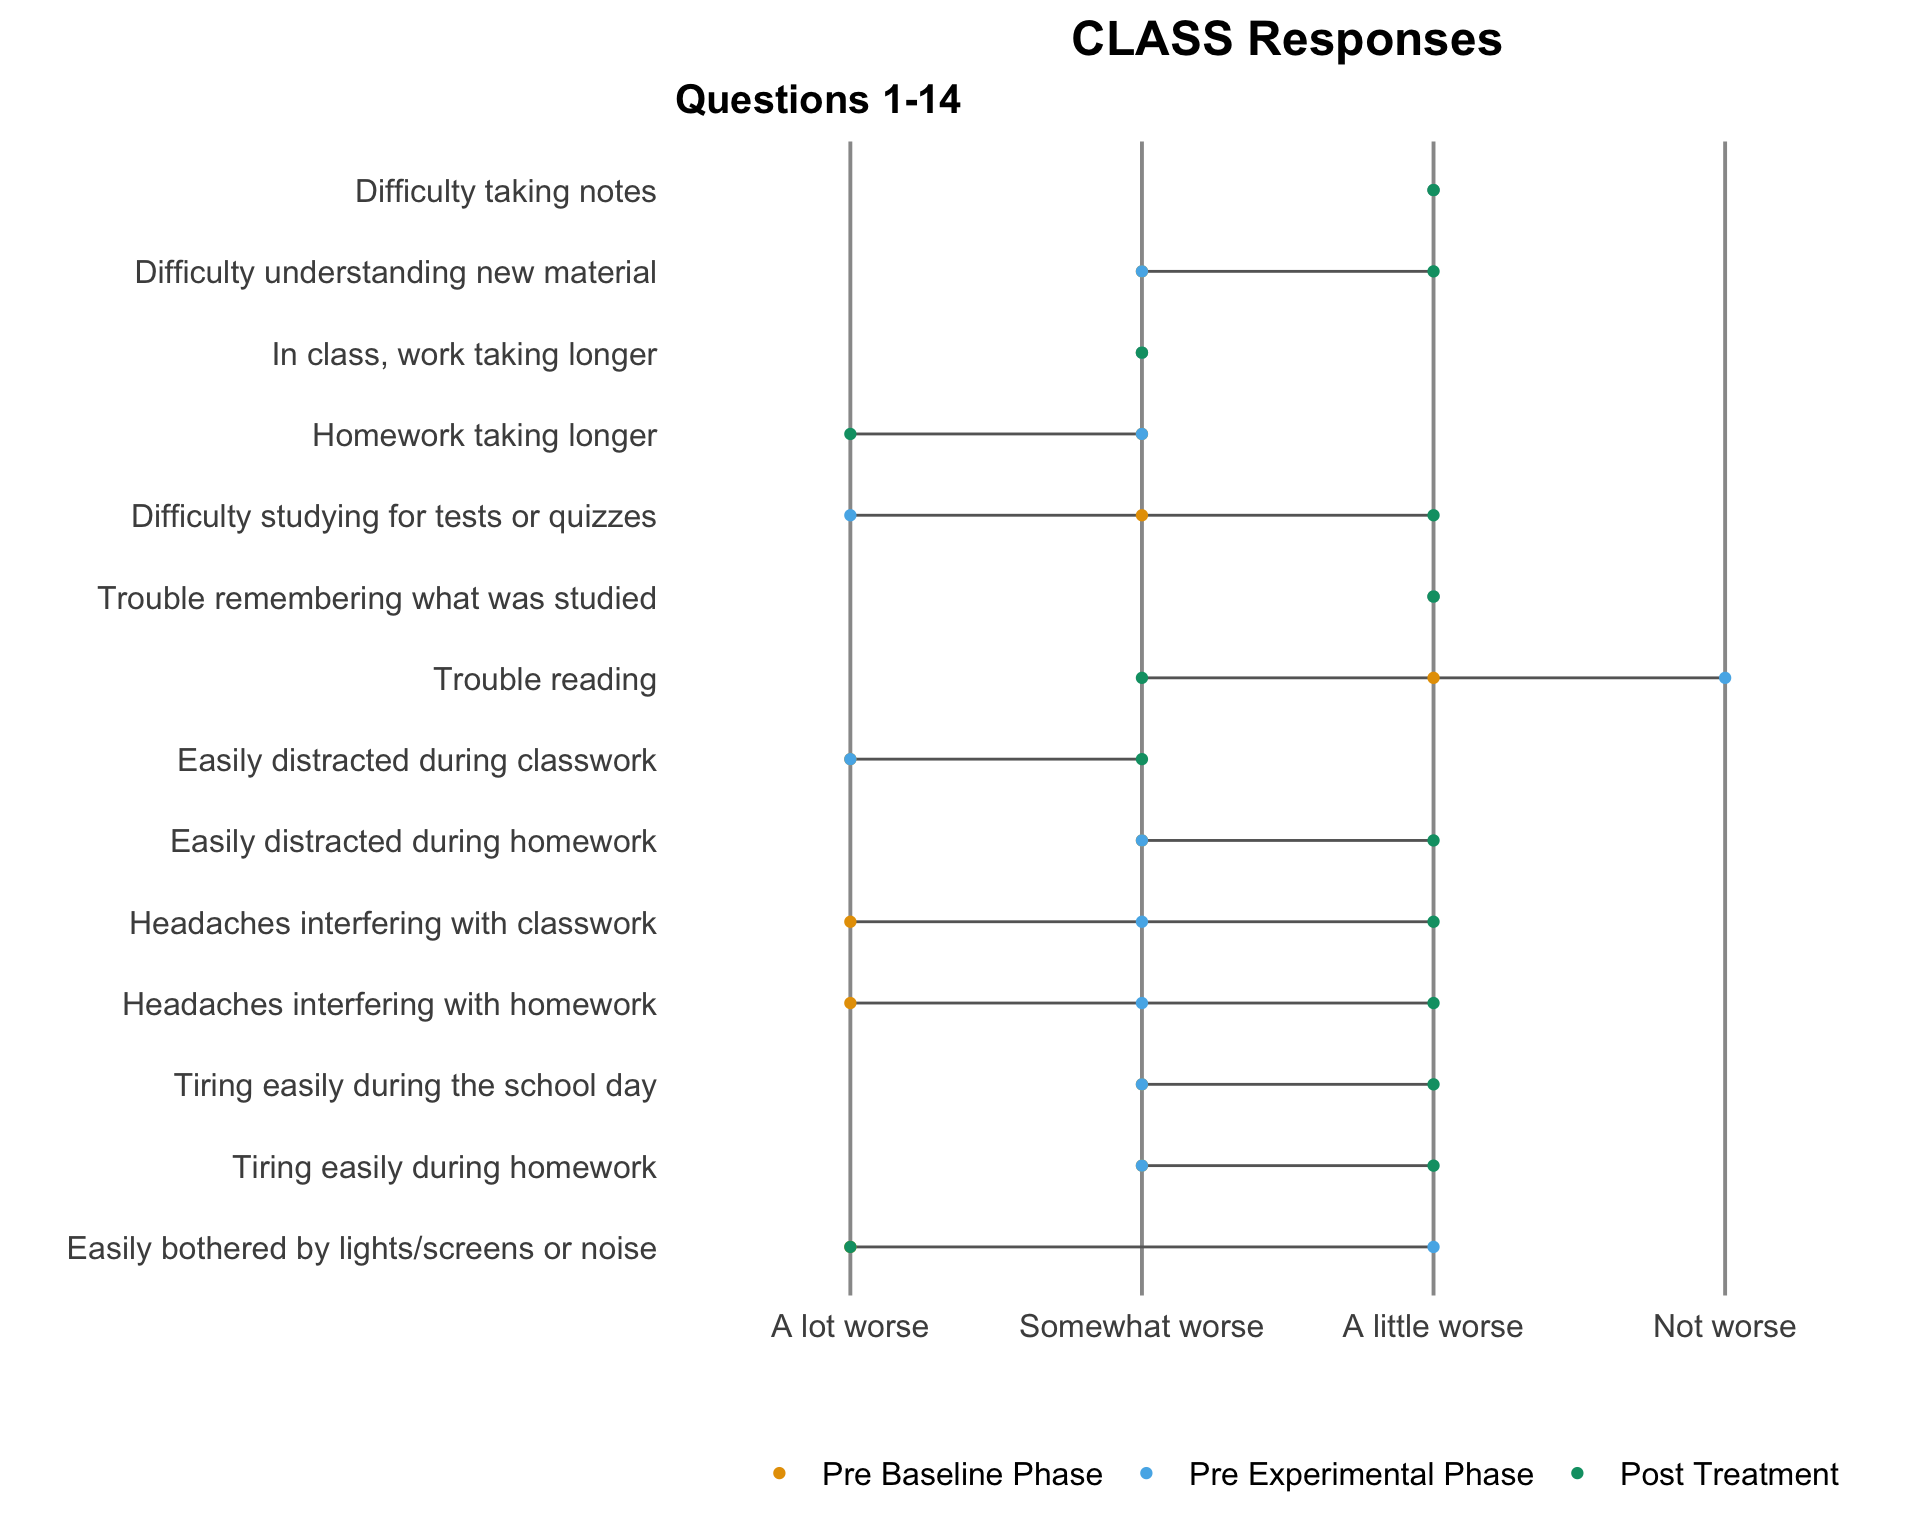 CLASS Responses
Questions 1-14
Difficulty taking notes
Difficulty understanding new material
In class, work taking longer
Homework taking longer
Difficulty studying for tests or quizzes
Trouble remembering what was studied
Trouble reading
Easily distracted during classwork
Easily distracted during homework
Headaches interfering with classwork
Headaches interfering with homework
Tiring easily during the school day
Tiring easily during homework
Easily bothered by lights/screens or noise
A lot worse Somewhat worse A little worse Not worse
Pre Baseline Phase Pre Experimental Phase Post Treatment